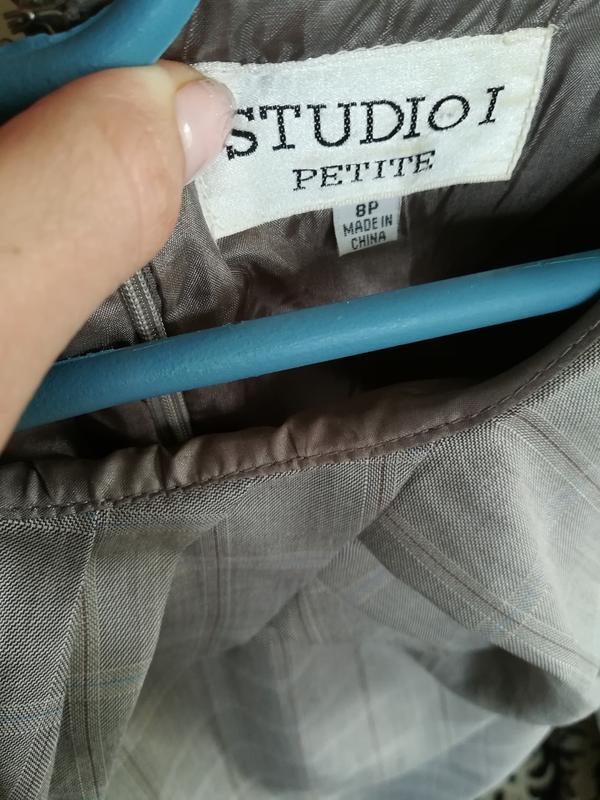 STUDIO I
PETITE
8P
MADE IN
CHINA